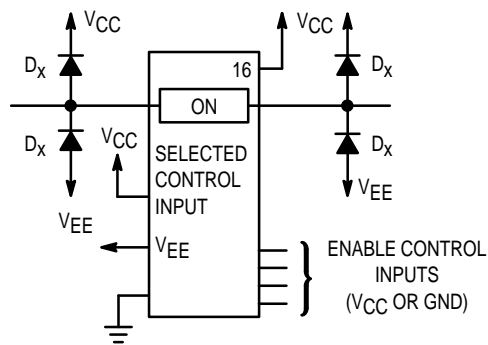 VCC
VCC
DX
16
DX
ON
VCC
DX
SELECTED
CONTROL
INPUT
DX
VEE
VEE
VEE
ENABLE CONTROL
INPUTS
(VCC OR GND)